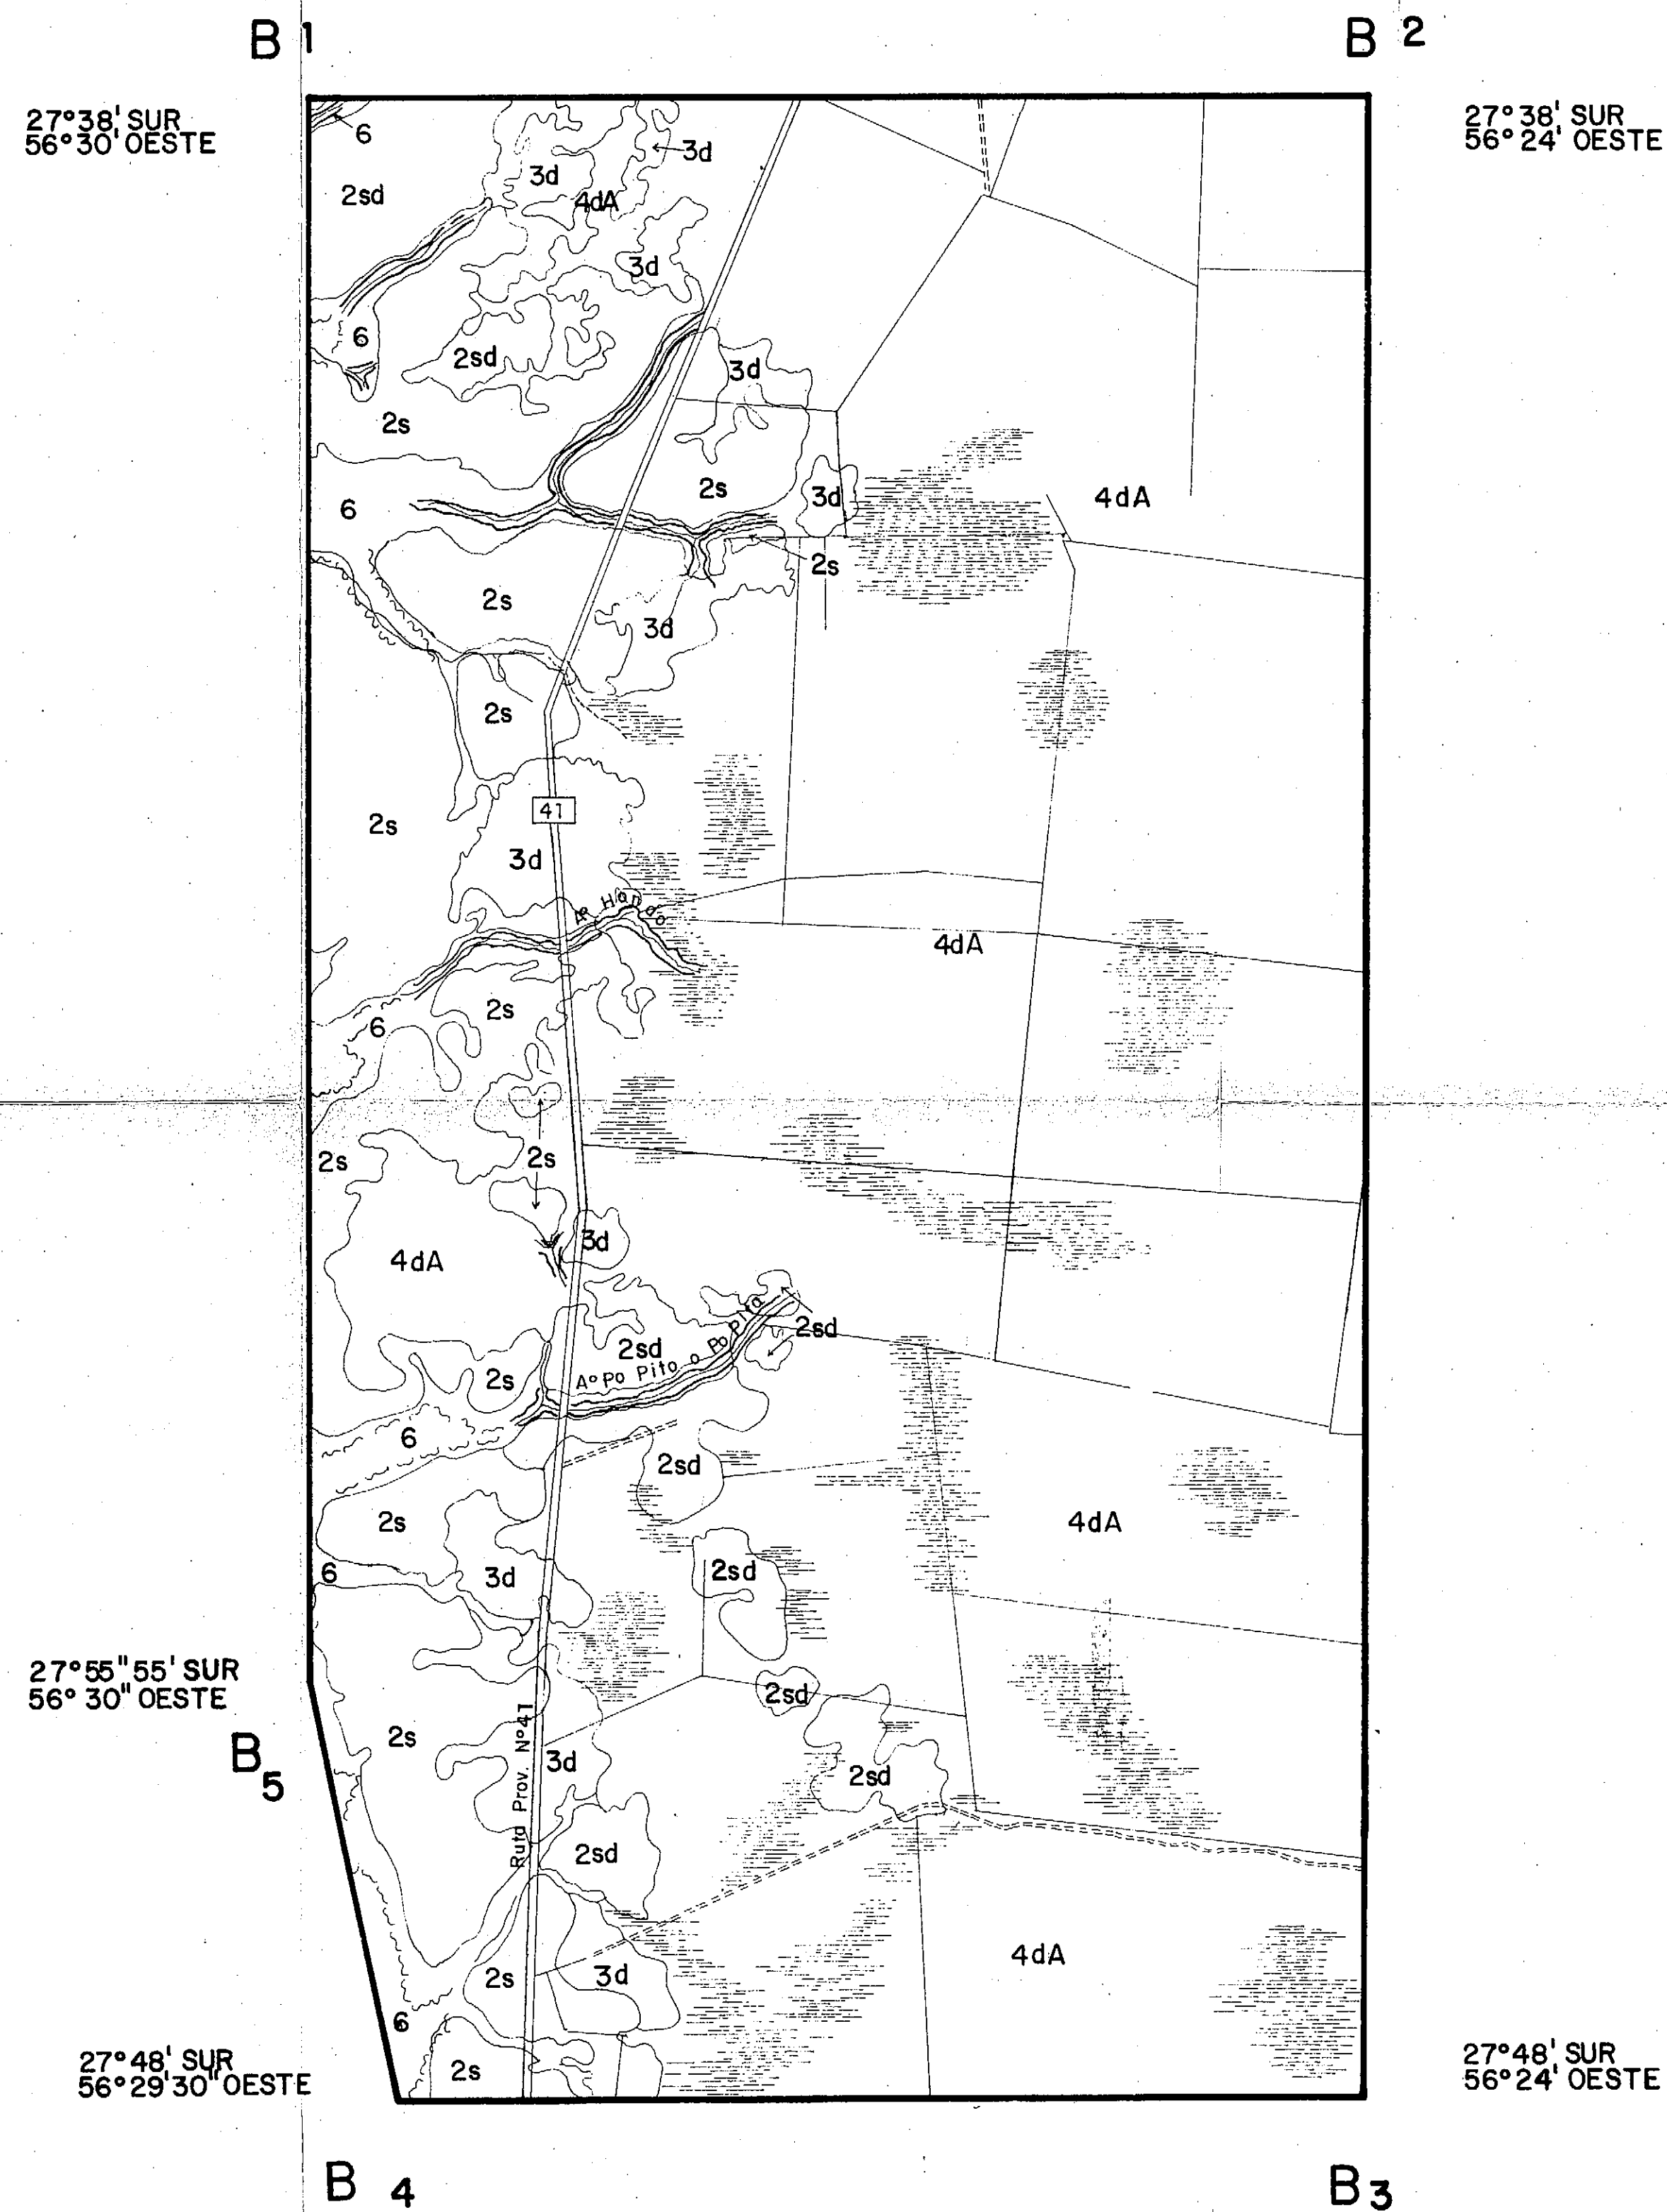 B 1
B 2
27°38' SUR
56°30' OESTE
27°38' SUR
56°24' OESTE
6
3d
3d
2sd
4dA
3d
6
2sd
3d
2s
2s
3d
4dA
6
2s
2s
3d
2s
41
2s
3d
A° Hondo
4dA
2s
6
2s
2s
3d
4dA
2sd
2sd
A° Po Pito o Po Pita
2s
6
2sd
2s
4dA
6
3d
2sd
27°55"55' SUR
56°30" OESTE
2sd
2s
B5
3d
2sd
Ruta Prov. N°41
2sd
4dA
2s
3d
6
2s
27°48' SUR
56°29'30" OESTE
27°48' SUR
56°24' OESTE
B 4
B3